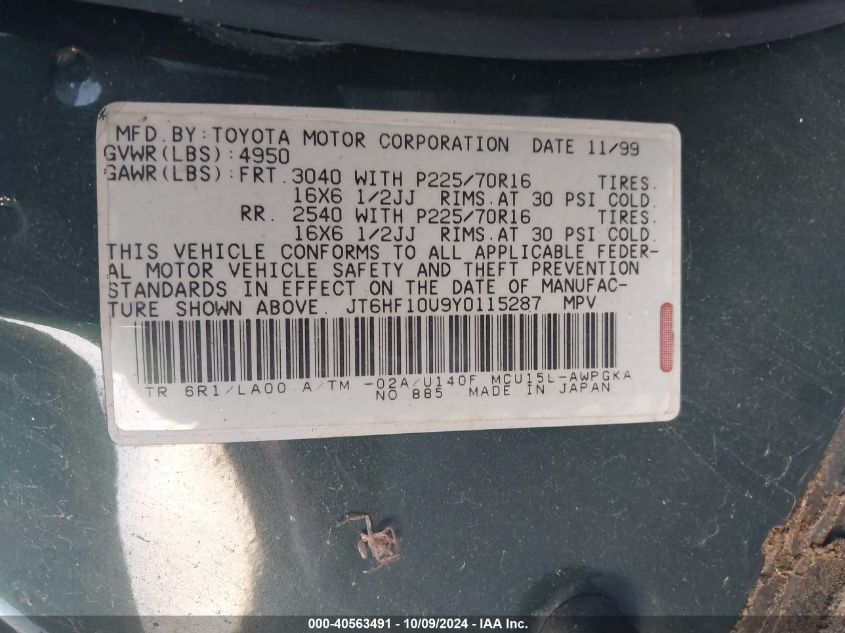 MFD.BY:TOYOTA MOTOR CORPORATION DATE 11/99
GVWR(LBS):4950
GAWR(LBS):FRT.3040 WITH P225/70R16 TIRES.
16X6 1/2JJ RIMS.AT 30 PSI COLD.
RR. 2540 WITH P225/70R16 TIRES.
16X6 1/2JJ RIMS.AT 30 PSI COLD.
THIS VEHICLE CONFORMS TO ALL APPLICABLE FEDER-
AL MOTOR VEHICLE SAFETY AND THEFT PREVENTION
STANDARDS IN EFFECT ON THE DATE OF MANUFAC-
TURE SHOWN ABOVE. JT6HF10U9Y0115287 MPV
TR 6R1/LA00 A/TM -02A/U140F MCU15L-AWPGKA
NO 885 MADE IN JAPAN
000-40563491 - 10/09/2024 - IAA Inc.